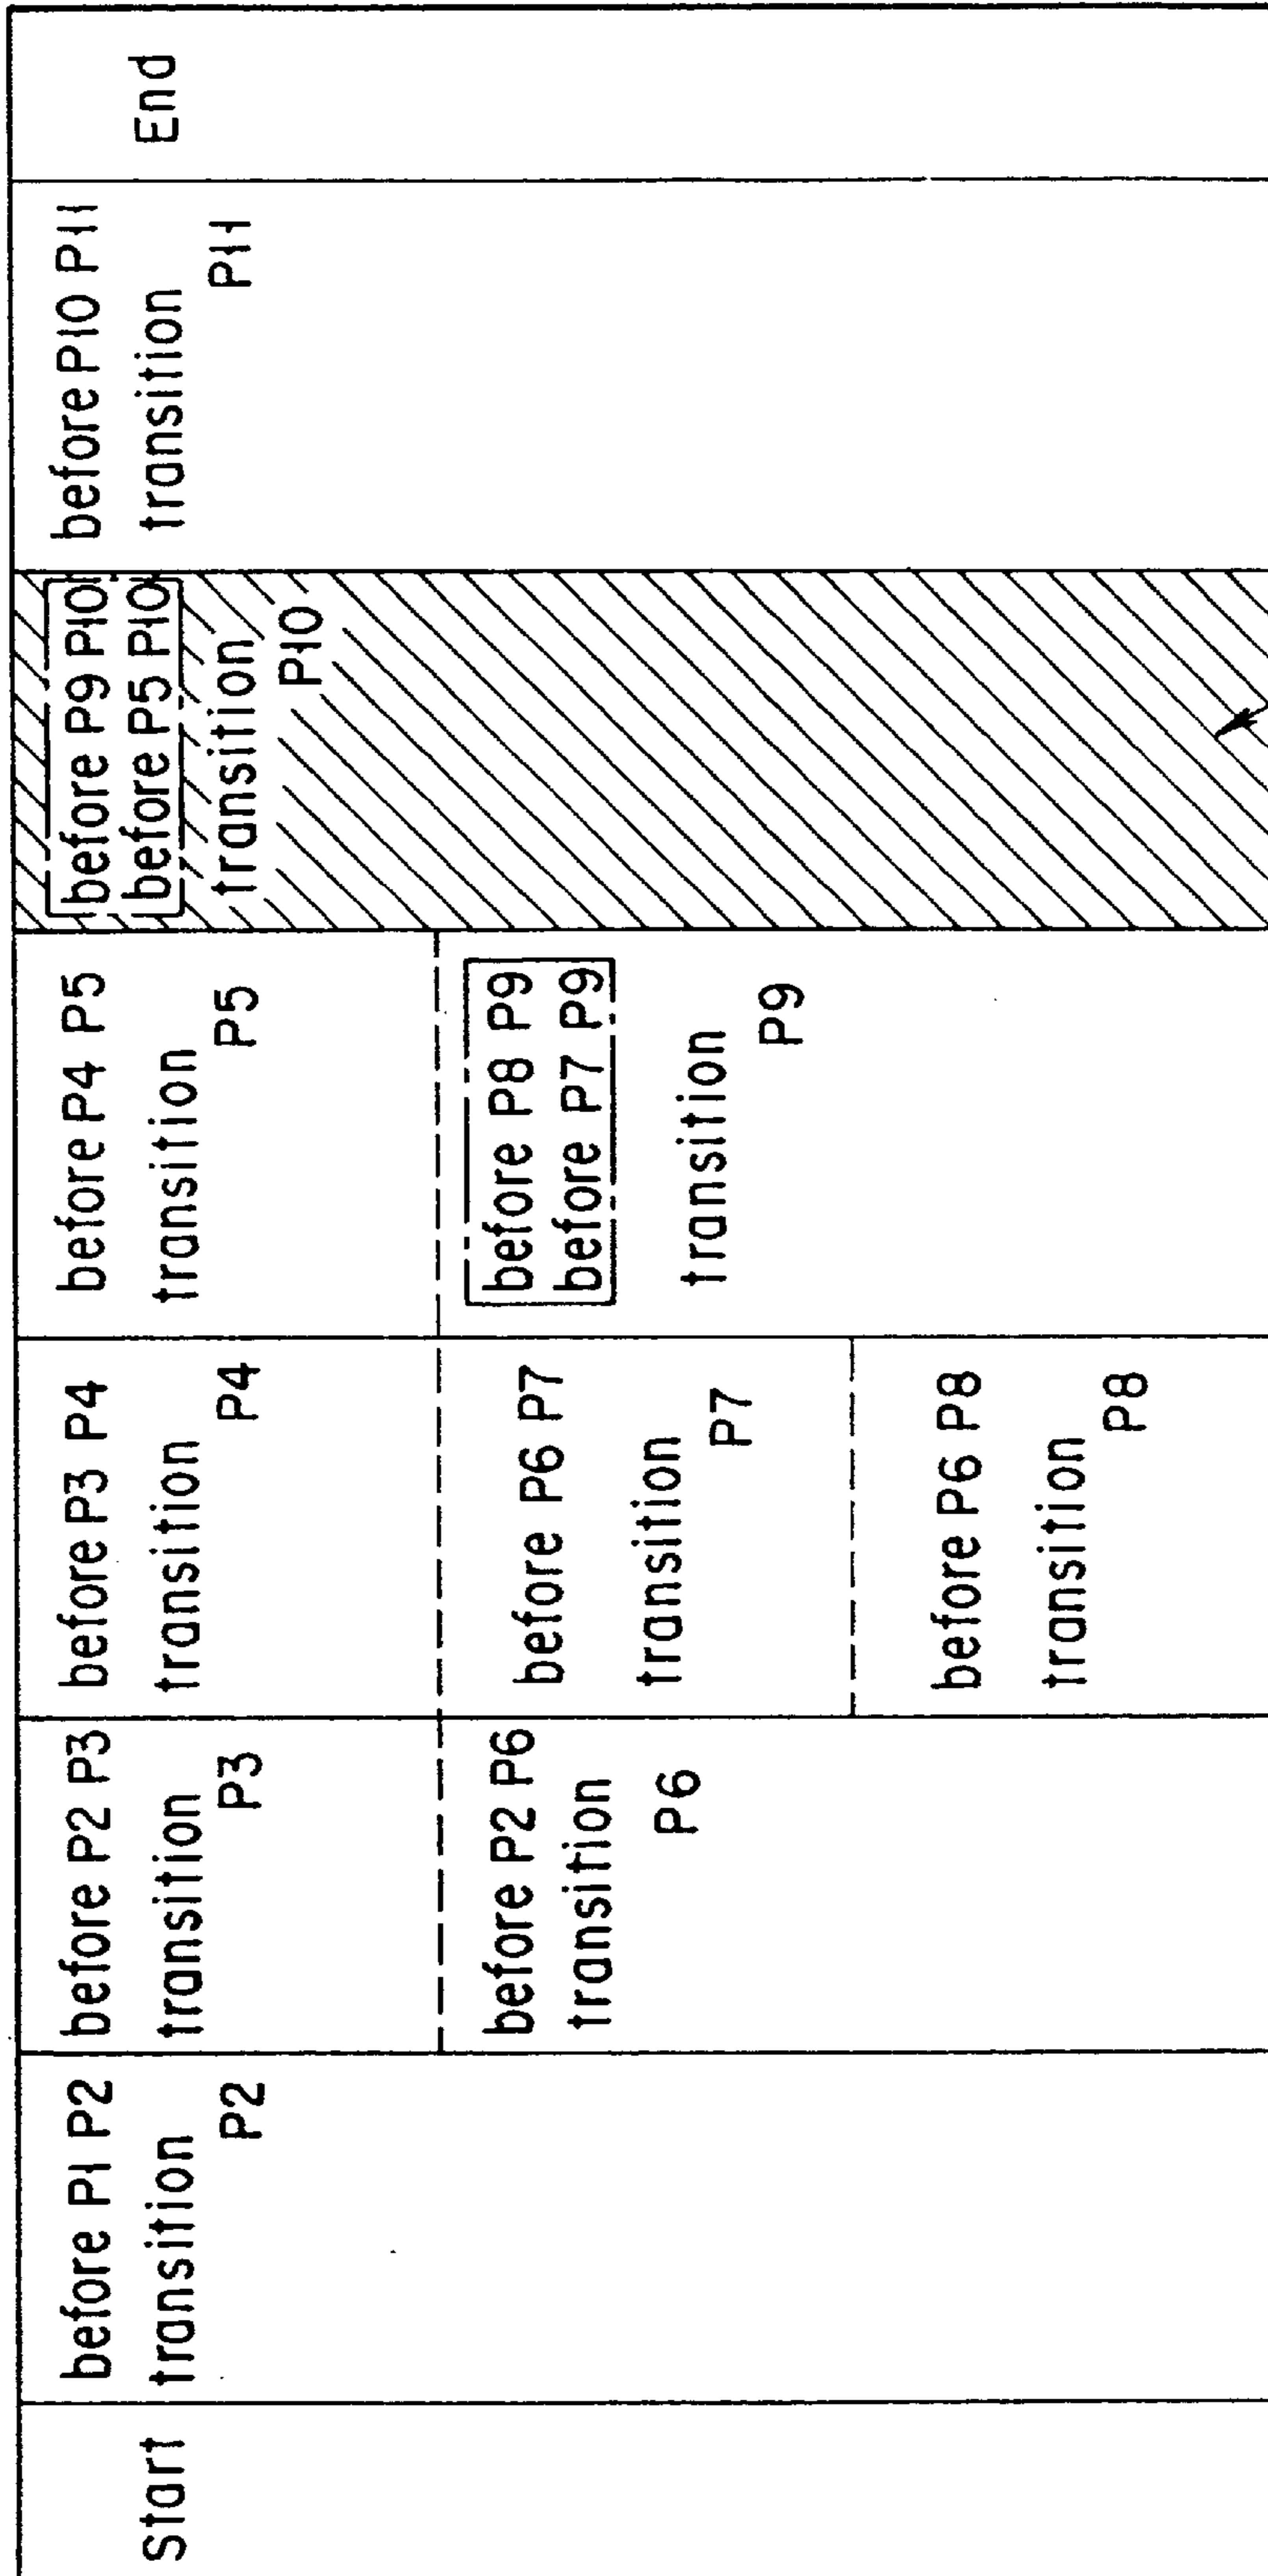 Start
before P1 P2
transition
P2
before P2 P3
transition
P3
before P2 P6
transition
P6
before P3 P4
transition
P4
before P6 P7
transition
P7
before P6 P8
transition
P8
before P4 P5
transition
P5
before P8 P9
before P7 P9
transition
P9
before P9 P10
before P5 P10
transition
P10
before P10 P11
transition
P11
End